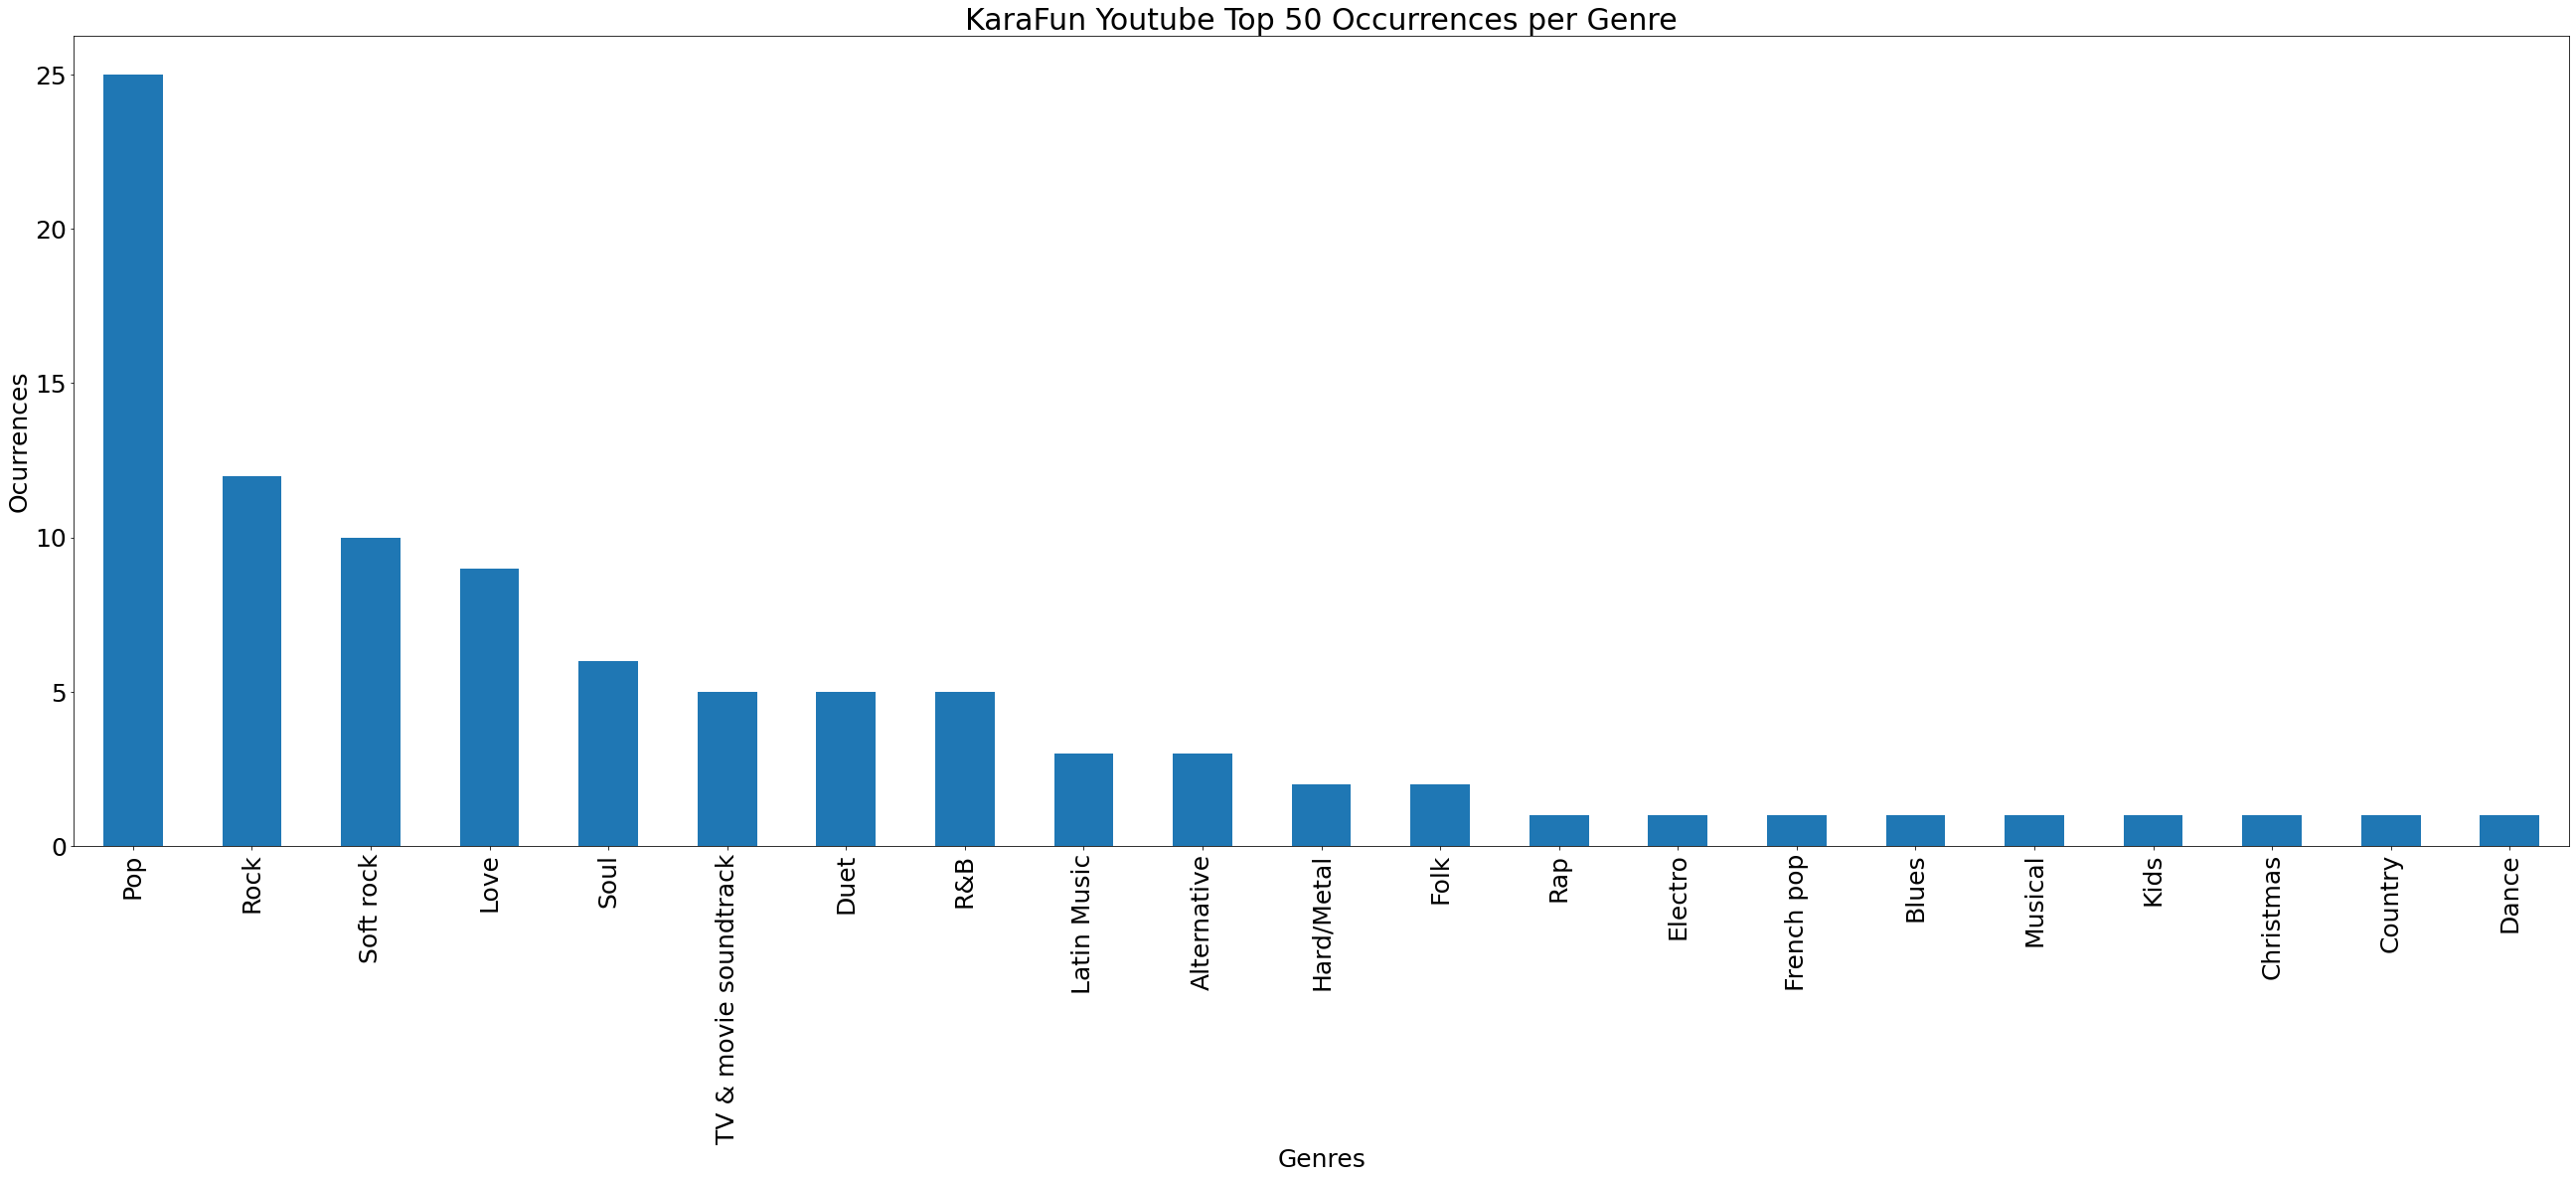 KaraFun Youtube Top 50 Occurrences per Genre
Ocurrences
25
20
15
10
5
0
Pop
Rock
Soft rock
Love
Soul
TV & movie soundtrack
Duet
R&B
Latin Music
Alternative
Hard/Metal
Folk
Rap
Electro
French pop
Blues
Musical
Kids
Christmas
Country
Dance
Genres